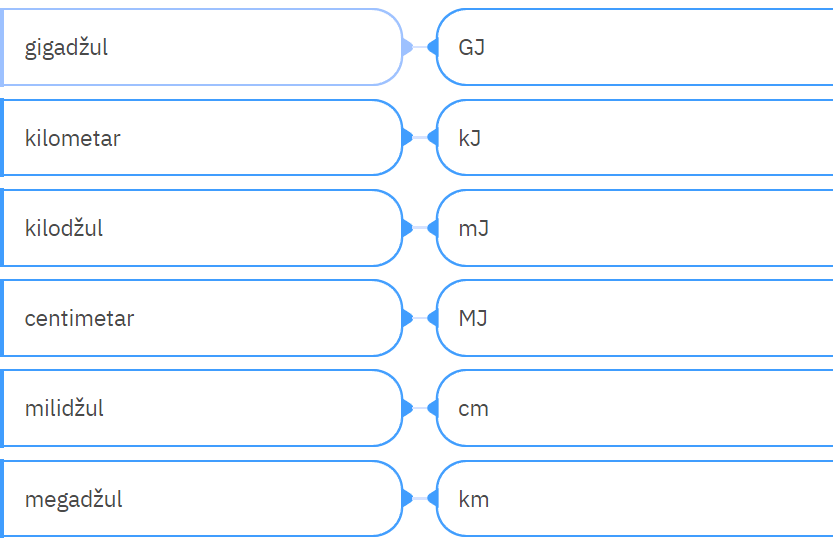 gigadžul GJ
kilometar kJ
kilodžul mJ
centimetar MJ
milidžul cm
megadžul km